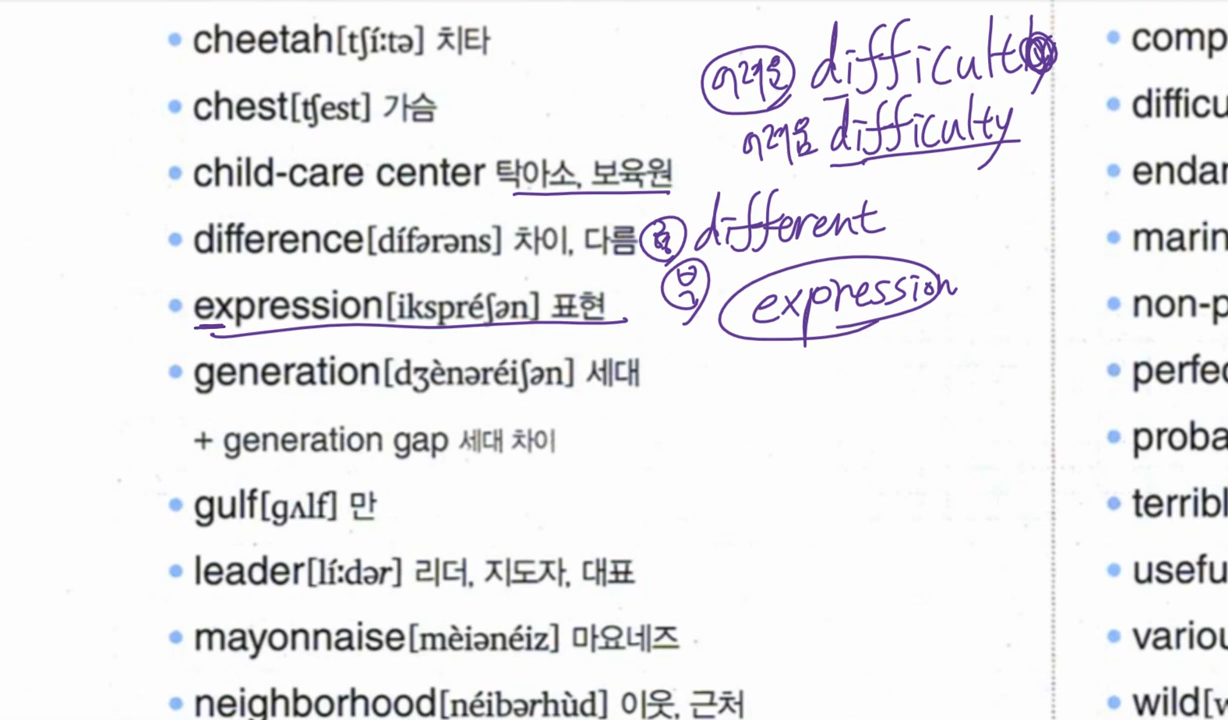 cheetah[tʃíːtə] 치타
chest[tʃest] 가슴
child-care center 탁아소, 보육원
difference[dífərəns] 차이, 다름
expression[ikspréʃən] 표현
generation[dʒènəréiʃən] 세대
+ generation gap 세대 차이
gulf[gʌlf] 만
leader[líːdər] 리더, 지도자, 대표
mayonnaise[mèiənéiz] 마요네즈
neighborhood[néibərhùd] 이웃, 근처
어려운 difficult
어려움 difficulty
형 different
expression
comp
difficu
endan
marin
non-p
perfec
proba
terribl
usefu
variou
wild[w